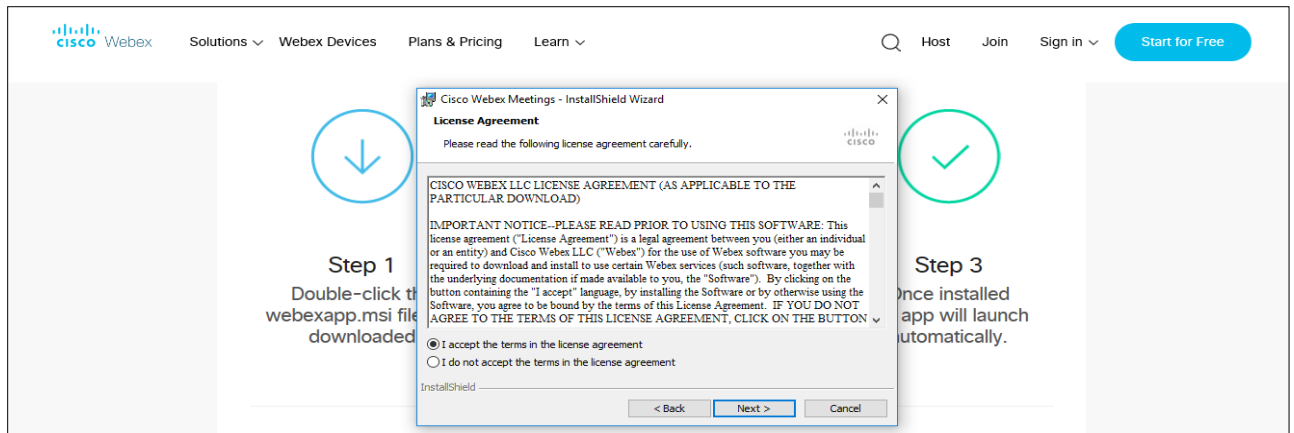 CISCO Webex Solutions Webex Devices Plans & Pricing Learn Host Join Sign in Start for Free
Cisco Webex Meetings - InstallShield Wizard
License Agreement
Please read the following license agreement carefully.
CISCO
CISCO WEBEX LLC LICENSE AGREEMENT (AS APPLICABLE TO THE
PARTICULAR DOWNLOAD)
IMPORTANT NOTICE--PLEASE READ PRIOR TO USING THIS SOFTWARE: This
license agreement ("License Agreement") is a legal agreement between you (either an individual
or an entity) and Cisco Webex LLC ("Webex") for the use of Webex software you may be
required to download and install to use certain Webex services (such software, together with
the underlying documentation if made available to you, the "Software"). By clicking on the
button containing the "I accept" language, by installing the Software or by otherwise using the
Software, you agree to be bound by the terms of this License Agreement. IF YOU DO NOT
AGREE TO THE TERMS OF THIS LICENSE AGREEMENT, CLICK ON THE BUTTON
I accept the terms in the license agreement
I do not accept the terms in the license agreement
InstallShield
< Back Next > Cancel
Step 1
Double-click
webexapp.msi
downloaded
Step 3
installed
app will launch
automatically.